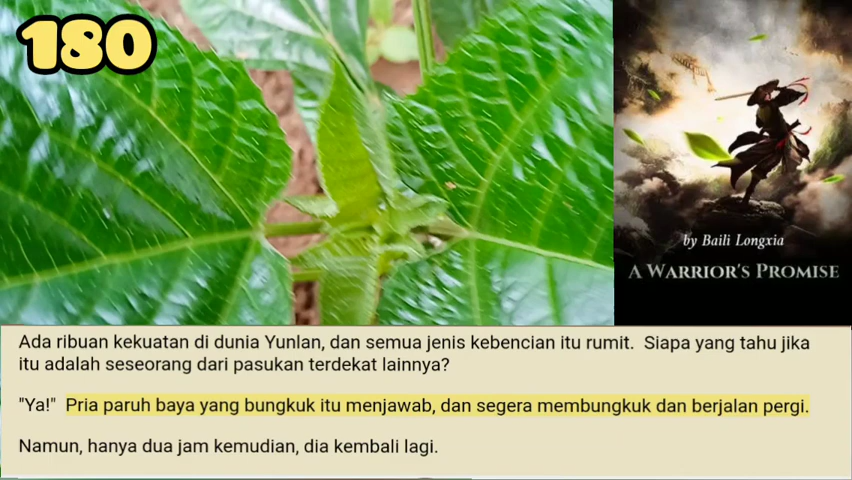 180
by Baili Longxia
A WARRIOR'S PROMISE
Ada ribuan kekuatan di dunia Yunlan, dan semua jenis kebencian itu rumit.  Siapa yang tahu jika
itu adalah seseorang dari pasukan terdekat lainnya?
"Ya!"  Pria paruh baya yang bungkuk itu menjawab, dan segera membungkuk dan berjalan pergi.
Namun, hanya dua jam kemudian, dia kembali lagi.